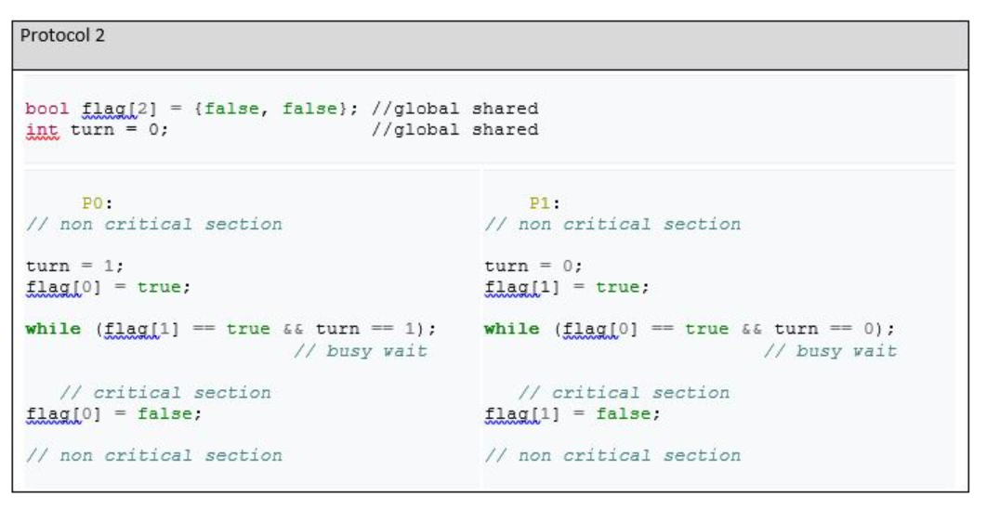 Protocol 2
bool flag[2] = {false, false}; //global shared
int turn = 0; //global shared
P0:
// non critical section
turn = 1;
flag[0] = true;
while (flag[1] == true && turn == 1);
// busy wait
// critical section
flag[0] = false;
// non critical section
P1:
// non critical section
turn = 0;
flag[1] = true;
while (flag[0] == true && turn == 0);
// busy wait
// critical section
flag[1] = false;
// non critical section